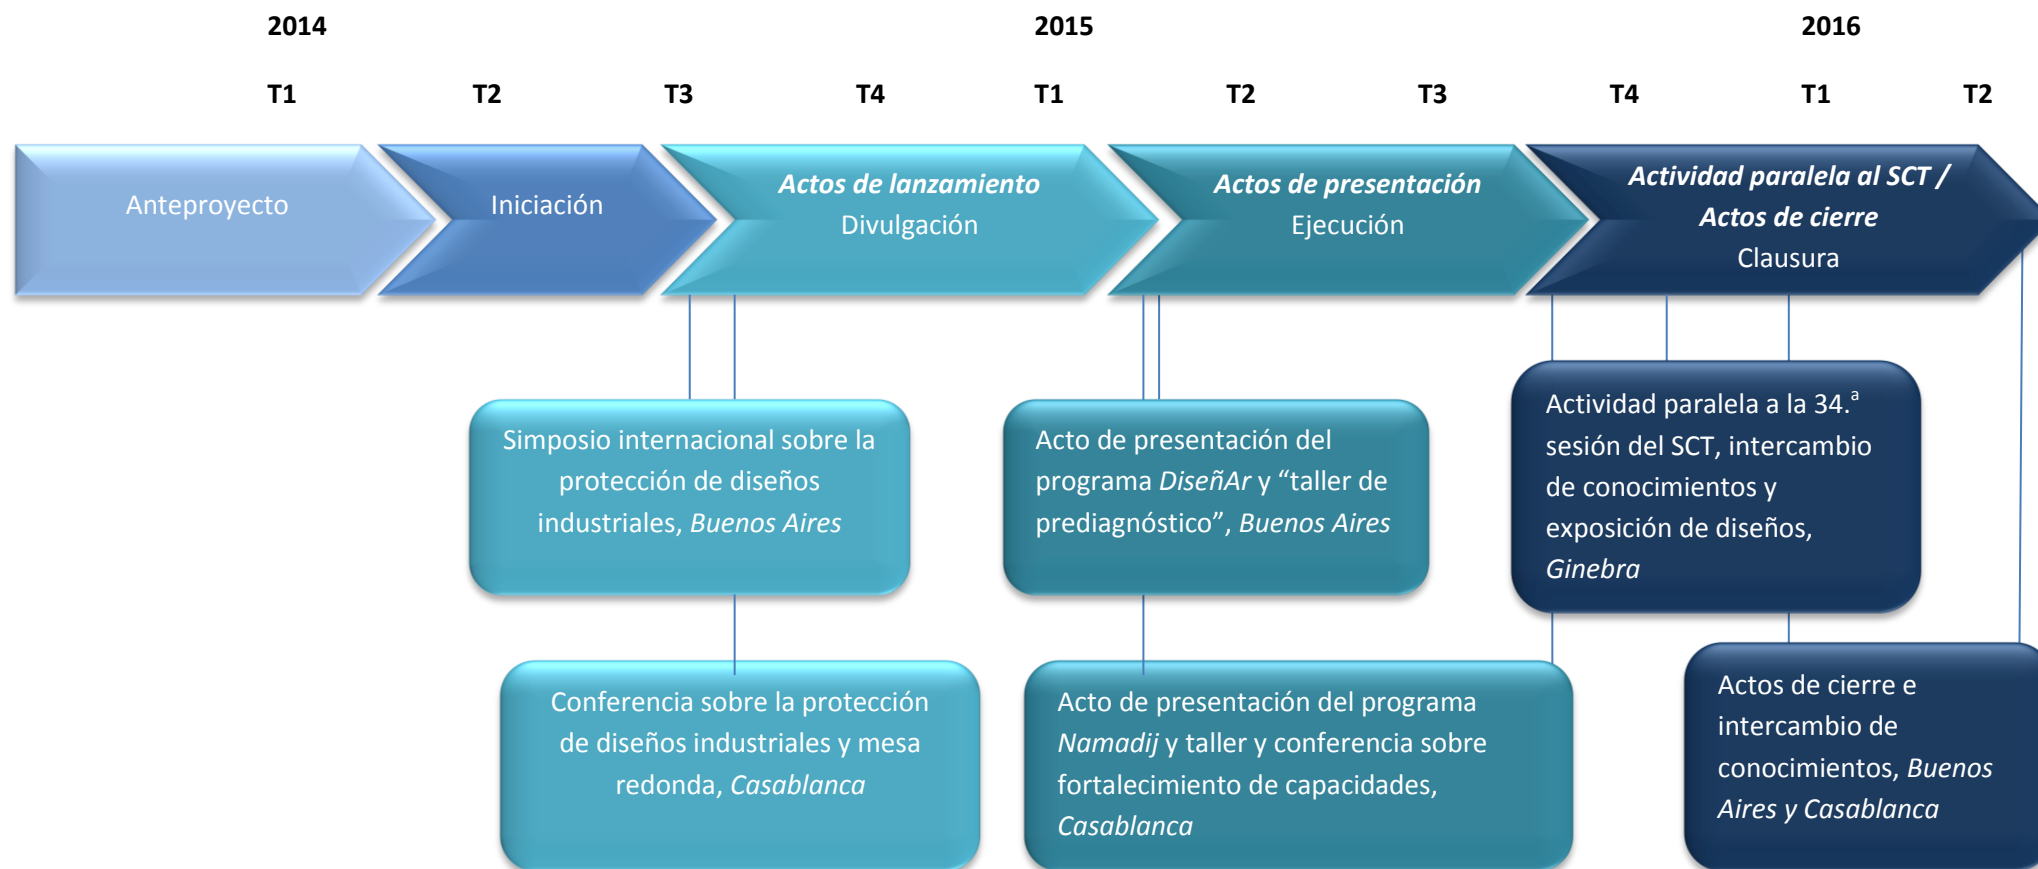 2014 2015 2016
T1 T2 T3 T4 T1 T2 T3 T4 T1 T2
Anteproyecto
Iniciación
Actos de lanzamiento
Divulgación
Actos de presentación
Ejecución
Actividad paralela al SCT /
Actos de cierre
Clausura
Simposio internacional sobre la
protección de diseños
industriales, Buenos Aires
Acto de presentación del
programa DiseñAr y “taller de
prediagnóstico”, Buenos Aires
Actividad paralela a la 34.ª
sesión del SCT, intercambio
de conocimientos y
exposición de diseños,
Ginebra
Conferencia sobre la protección
de diseños industriales y mesa
redonda, Casablanca
Acto de presentación del programa
Namadij y taller y conferencia sobre
fortalecimiento de capacidades,
Casablanca
Actos de cierre e
intercambio de
conocimientos, Buenos
Aires y Casablanca